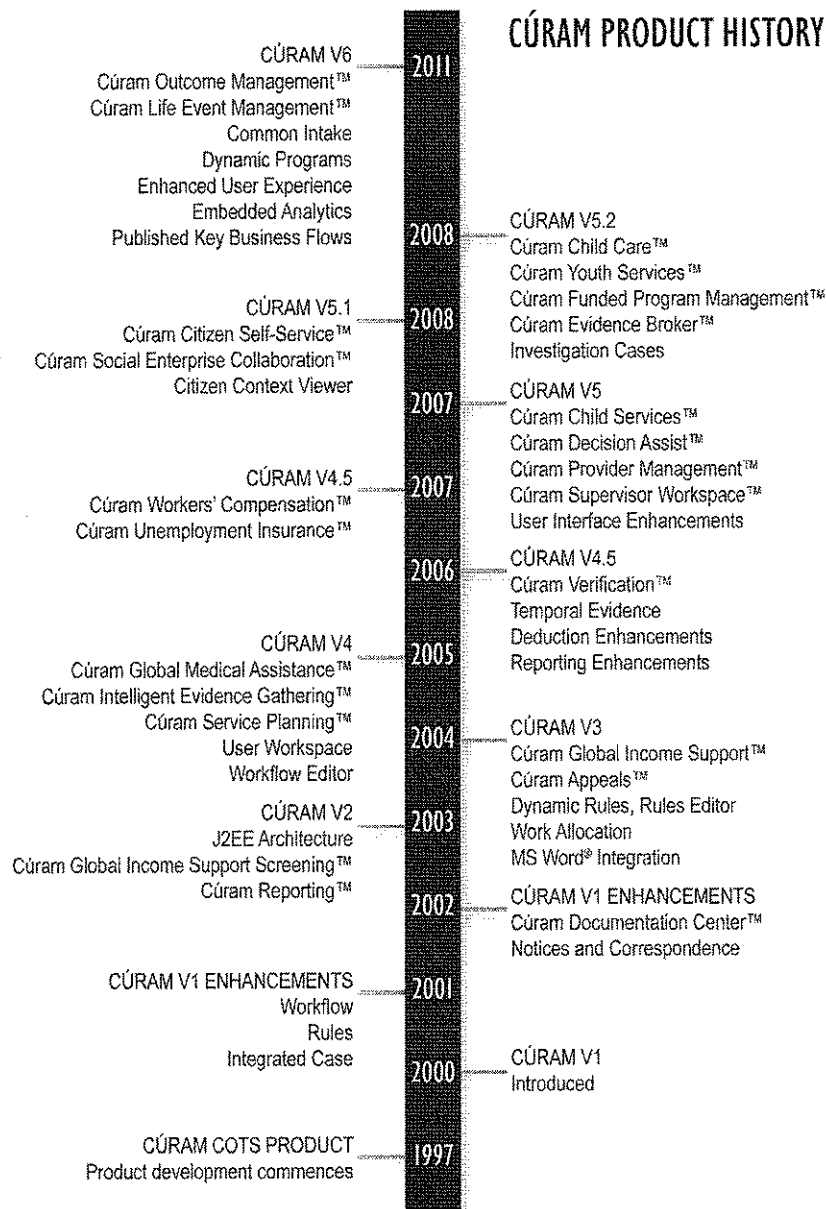 CÚRAM PRODUCT HISTORY
2011
CÚRAM V6
Cúram Outcome Management™
Cúram Life Event Management™
Common Intake
Dynamic Programs
Enhanced User Experience
Embedded Analytics
Published Key Business Flows
2008
CÚRAM V5.2
Cúram Child Care™
Cúram Youth Services™
Cúram Funded Program Management™
Cúram Evidence Broker™
Investigation Cases
2008
CÚRAM V5.1
Cúram Citizen Self-Service™
Cúram Social Enterprise Collaboration™
Citizen Context Viewer
2007
CÚRAM V5
Cúram Child Services™
Cúram Decision Assist™
Cúram Provider Management™
Cúram Supervisor Workspace™
User Interface Enhancements
2007
CÚRAM V4.5
Cúram Workers' Compensation™
Cúram Unemployment Insurance™
2006
CÚRAM V4.5
Cúram Verification™
Temporal Evidence
Deduction Enhancements
Reporting Enhancements
2005
CÚRAM V4
Cúram Global Medical Assistance™
Cúram Intelligent Evidence Gathering™
Cúram Service Planning™
User Workspace
Workflow Editor
2004
CÚRAM V3
Cúram Global Income Support™
Cúram Appeals™
Dynamic Rules, Rules Editor
Work Allocation
MS Word® Integration
2003
CÚRAM V2
J2EE Architecture
Cúram Global Income Support Screening™
Cúram Reporting™
2002
CÚRAM V1 ENHANCEMENTS
Cúram Documentation Center™
Notices and Correspondence
2001
CÚRAM V1 ENHANCEMENTS
Workflow
Rules
Integrated Case
2000
CÚRAM V1
Introduced
1997
CÚRAM COTS PRODUCT
Product development commences